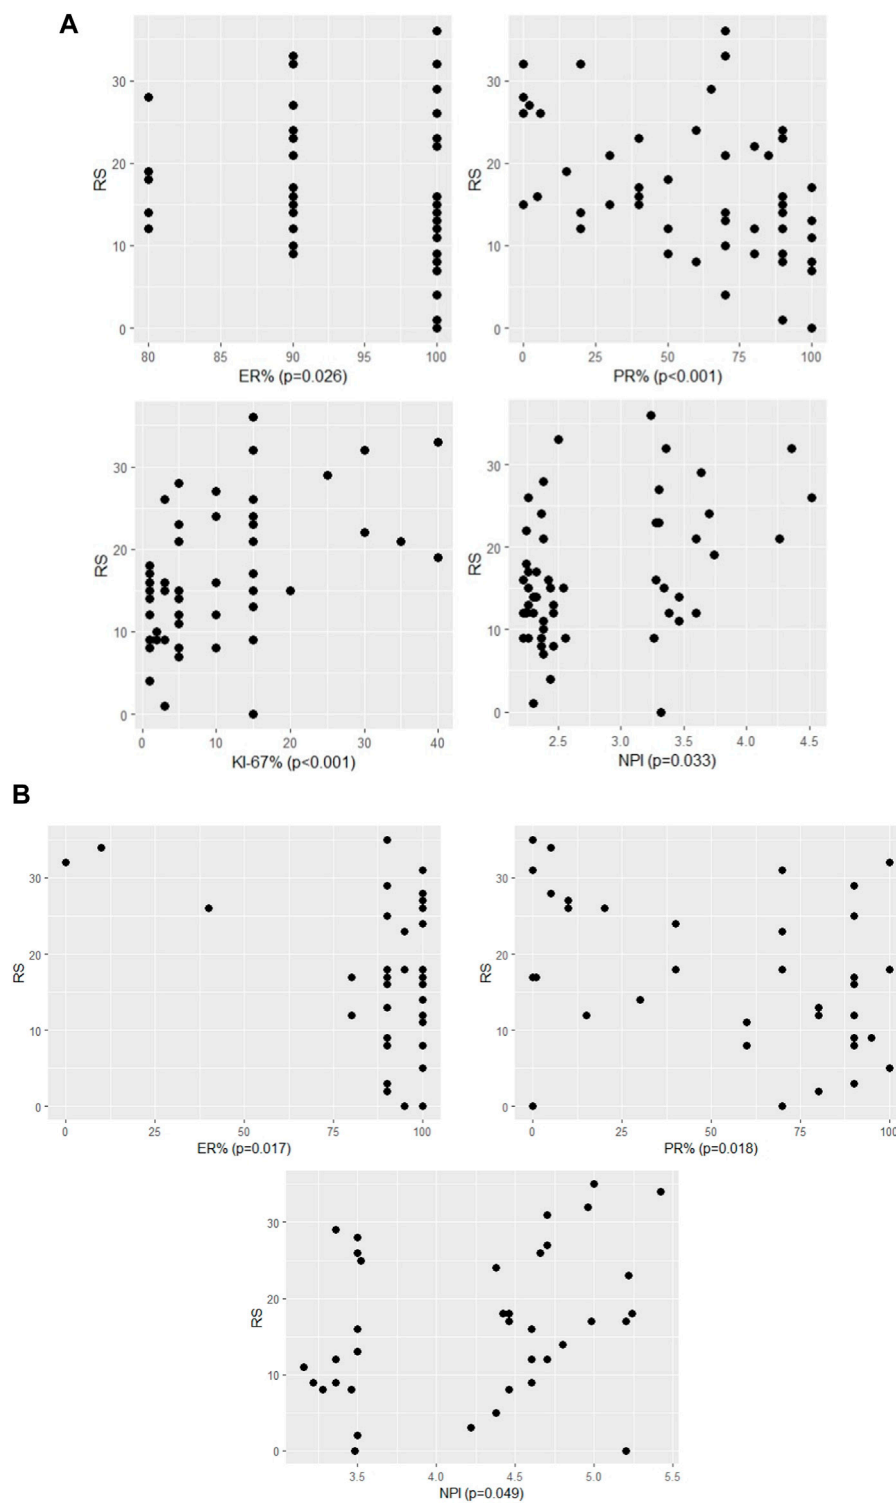 A
RS
30
20
10
0
80 85 90 95 100
ER% (p=0.026)
RS
30
20
10
0
0 25 50 75 100
PR% (p<0.001)
RS
30
20
10
0
0 10 20 30 40
KI-67% (p<0.001)
RS
30
20
10
0
2.5 3.0 3.5 4.0 4.5
NPI (p=0.033)
B
RS
30
20
10
0
0 25 50 75 100
ER% (p=0.017)
RS
30
20
10
0
0 25 50 75 100
PR% (p=0.018)
RS
30
20
10
0
3.5 4.0 4.5 5.0 5.5
NPI (p=0.049)